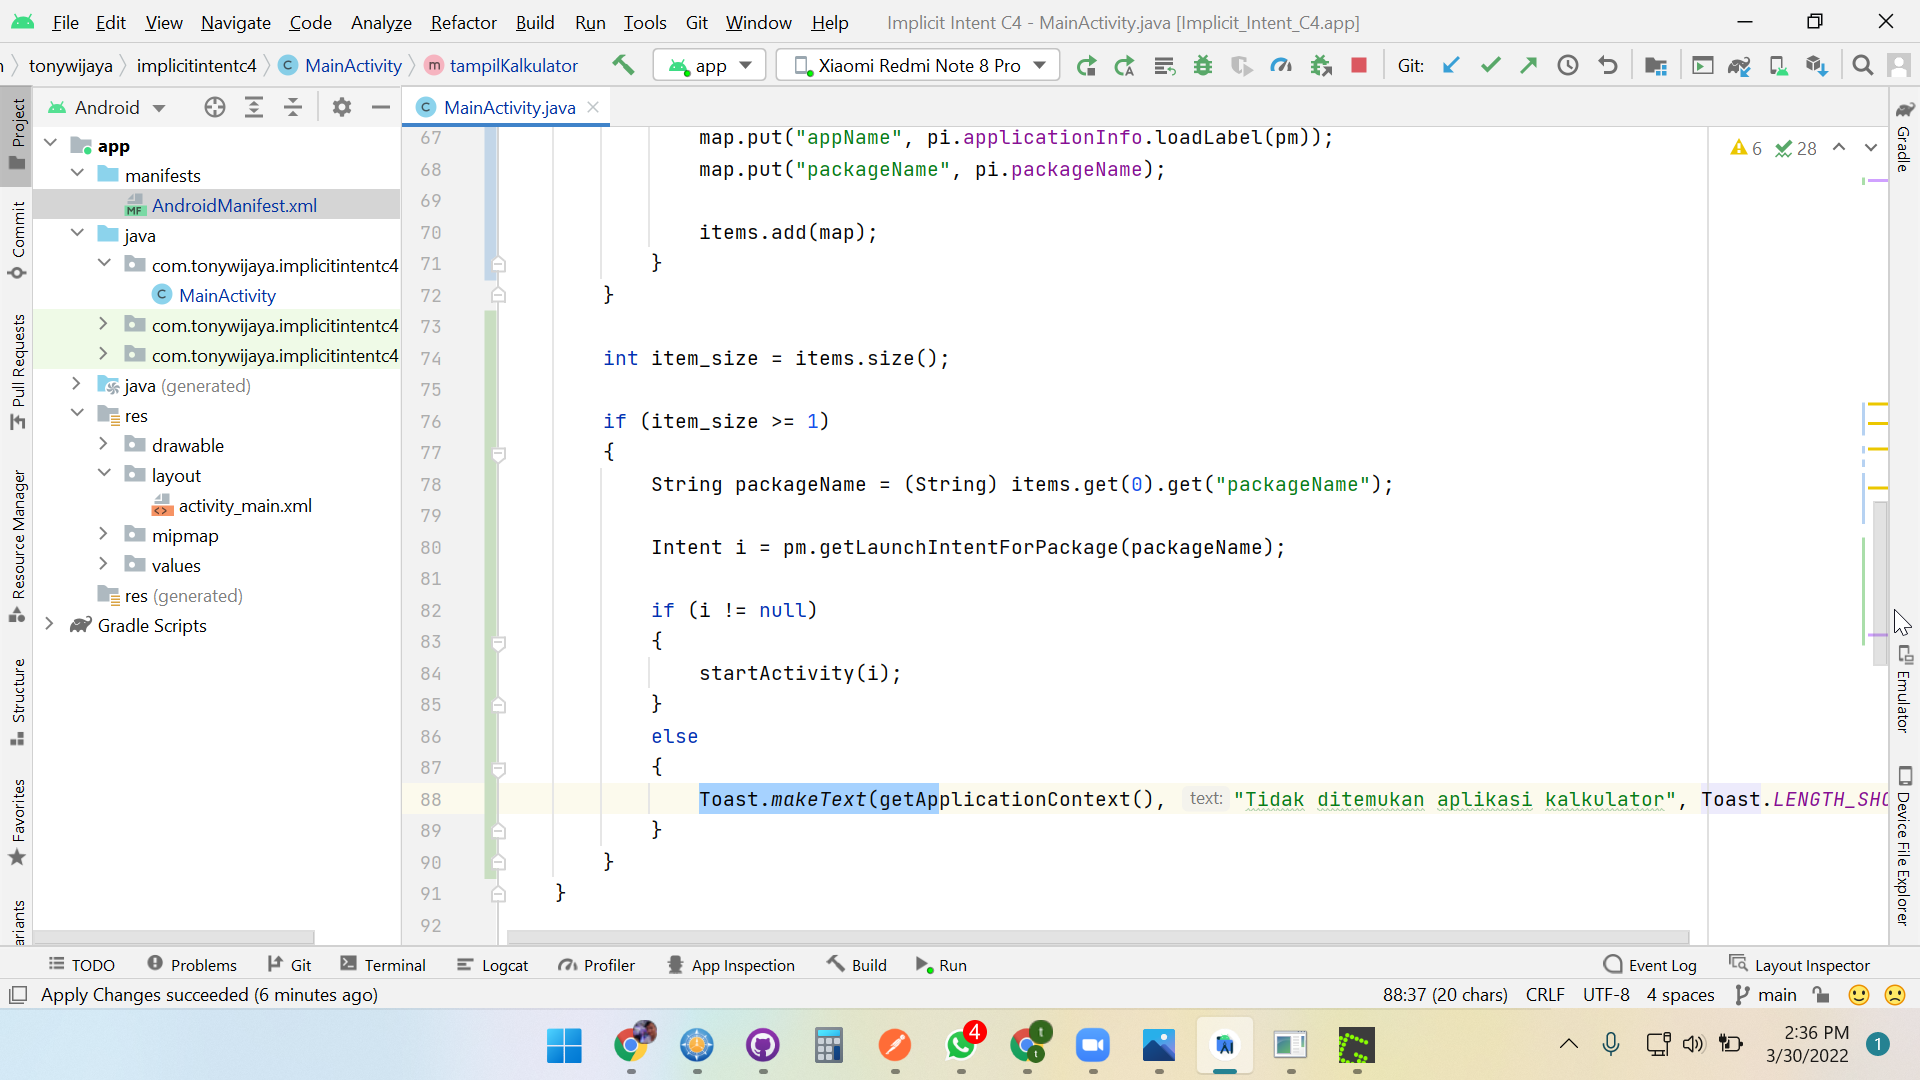 File Edit View Navigate Code Analyze Refactor Build Run Tools Git Window Help Implicit Intent C4 - MainActivity.java [Implicit_Intent_C4.app]
tonywijaya implicitintentc4 C MainActivity m tampilKalkulator app Xiaomi Redmi Note 8 Pro Git:
Android
C MainActivity.java
Project
Commit
Pull Requests
Resource Manager
Structure
Favorites
ariants
app
manifests
MF AndroidManifest.xml
java
com.tonywijaya.implicitintentc4
C MainActivity
com.tonywijaya.implicitintentc4
com.tonywijaya.implicitintentc4
java (generated)
res
drawable
layout
activity_main.xml
mipmap
values
res (generated)
Gradle Scripts
6 28
67 map.put("appName", pi.applicationInfo.loadLabel(pm));
68 map.put("packageName", pi.packageName);
69
70 items.add(map);
71 }
72 }
73
74 int item_size = items.size();
75
76 if (item_size >= 1)
77 {
78 String packageName = (String) items.get(0).get("packageName");
79
80 Intent i = pm.getLaunchIntentForPackage(packageName);
81
82 if (i != null)
83 {
84 startActivity(i);
85 }
86 else
87 {
88 Toast.makeText(getApplicationContext(), text: "Tidak ditemukan aplikasi kalkulator", Toast.LENGTH_SHO
89 }
90 }
91 }
92
Gradle
Emulator
Device File Explorer
TODO Problems Git Terminal Logcat Profiler App Inspection Build Run Event Log Layout Inspector
Apply Changes succeeded (6 minutes ago) 88:37 (20 chars) CRLF UTF-8 4 spaces main
4
t
t
2:36 PM
3/30/2022
1